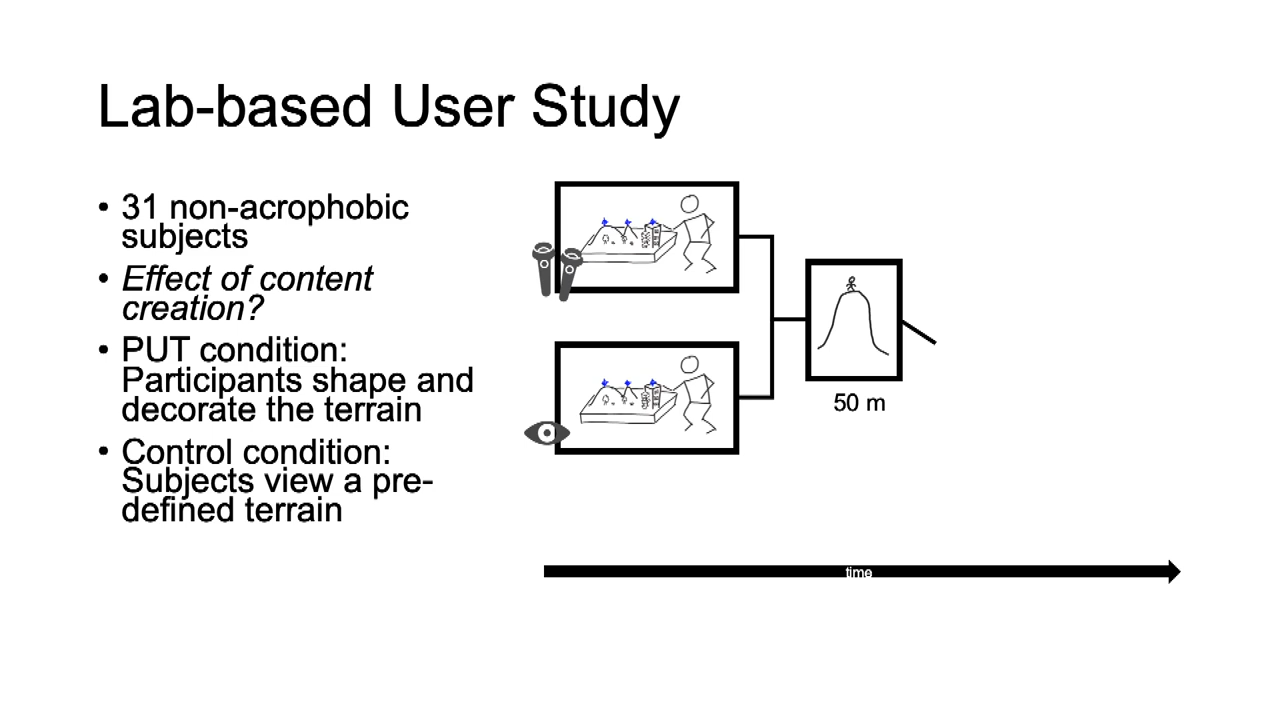 Lab-based User Study
• 31 non-acrophobic
subjects
• Effect of content
creation?
• PUT condition:
Participants shape and
decorate the terrain
• Control condition:
Subjects view a pre-
defined terrain
50 m
time